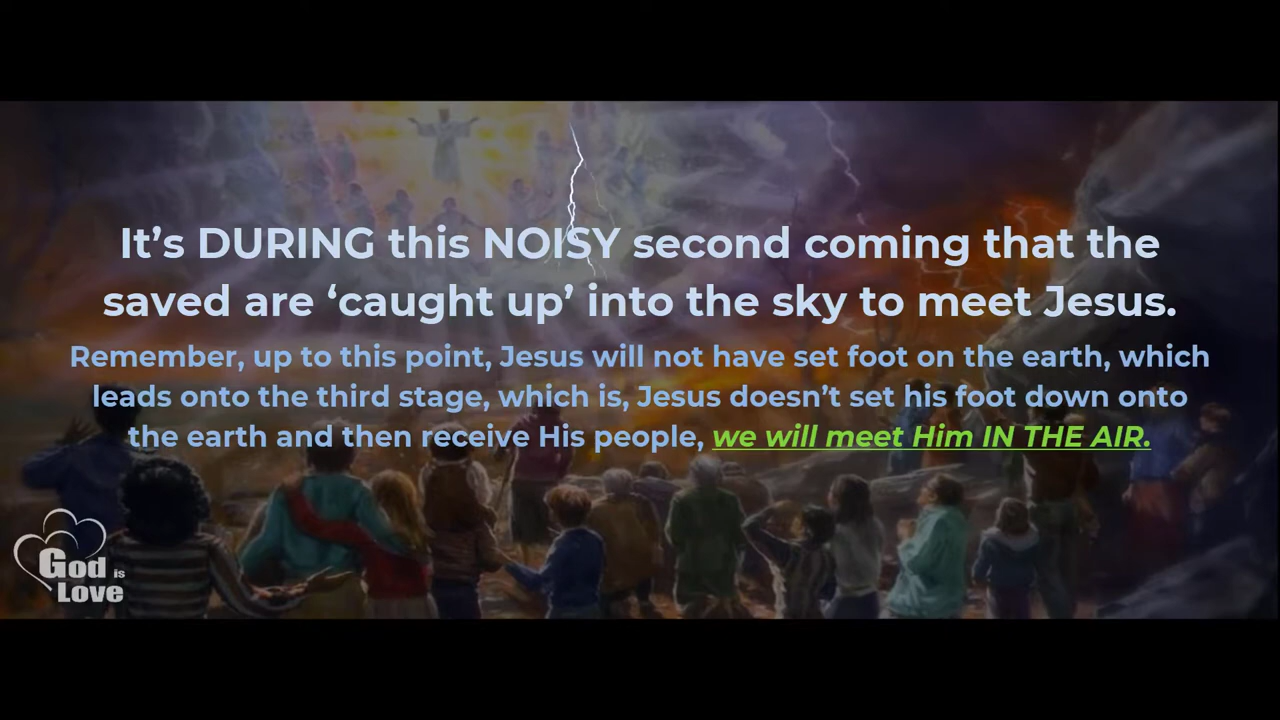 It’s DURING this NOISY second coming that the
saved are ‘caught up’ into the sky to meet Jesus.
Remember, up to this point, Jesus will not have set foot on the earth, which
leads onto the third stage, which is, Jesus doesn’t set his foot down onto
the earth and then receive His people, we will meet Him IN THE AIR.
God is
Love